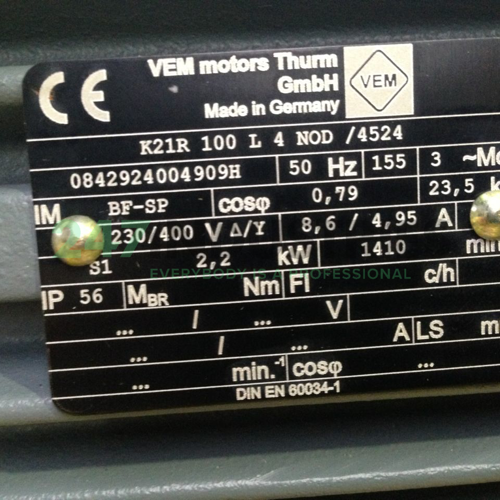 CE VEM motors Thurm
GmbH
Made in Germany
VEM
K21R 100 L 4 NOD /4524
0842924004909H 50 Hz 155 3 ~Mo
IM BF-SP cosφ 0,79 23,5 k
230/400 V Δ/Y 8,6 / 4,95 A
S1 2,2 kW 1410 min
EVERYBODY IS A PROFESSIONAL
IP 56 MBR Nm FI c/h
... / ... V
... / ... A LS m
... min.-1 cosφ ...
DIN EN 60034-1